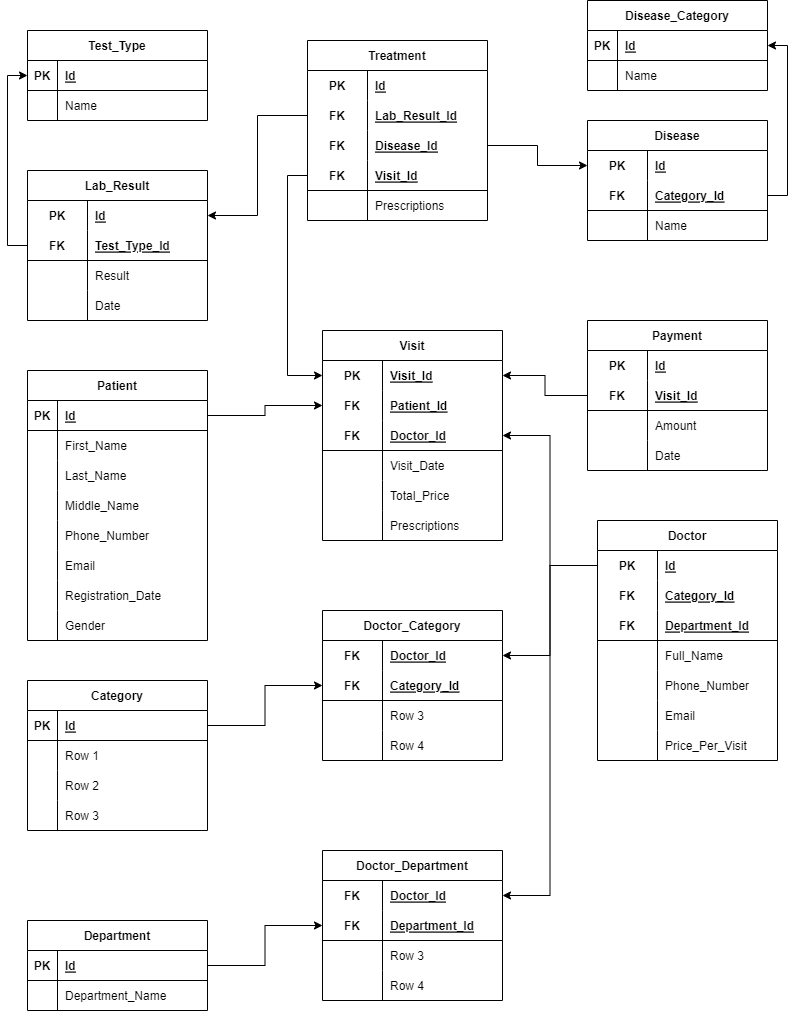 Test_Type
PK Id
Name
Lab_Result
PK Id
FK Test_Type_Id
Result
Date
Treatment
PK Id
FK Lab_Result_Id
FK Disease_Id
FK Visit_Id
Prescriptions
Disease_Category
PK Id
Name
Disease
PK Id
FK Category_Id
Name
Patient
PK Id
First_Name
Last_Name
Middle_Name
Phone_Number
Email
Registration_Date
Gender
Visit
PK Visit_Id
FK Patient_Id
FK Doctor_Id
Visit_Date
Total_Price
Prescriptions
Payment
PK Id
FK Visit_Id
Amount
Date
Doctor
PK Id
FK Category_Id
FK Department_Id
Full_Name
Phone_Number
Email
Price_Per_Visit
Category
PK Id
Row 1
Row 2
Row 3
Doctor_Category
FK Doctor_Id
FK Category_Id
Row 3
Row 4
Department
PK Id
Department_Name
Doctor_Department
FK Doctor_Id
FK Department_Id
Row 3
Row 4